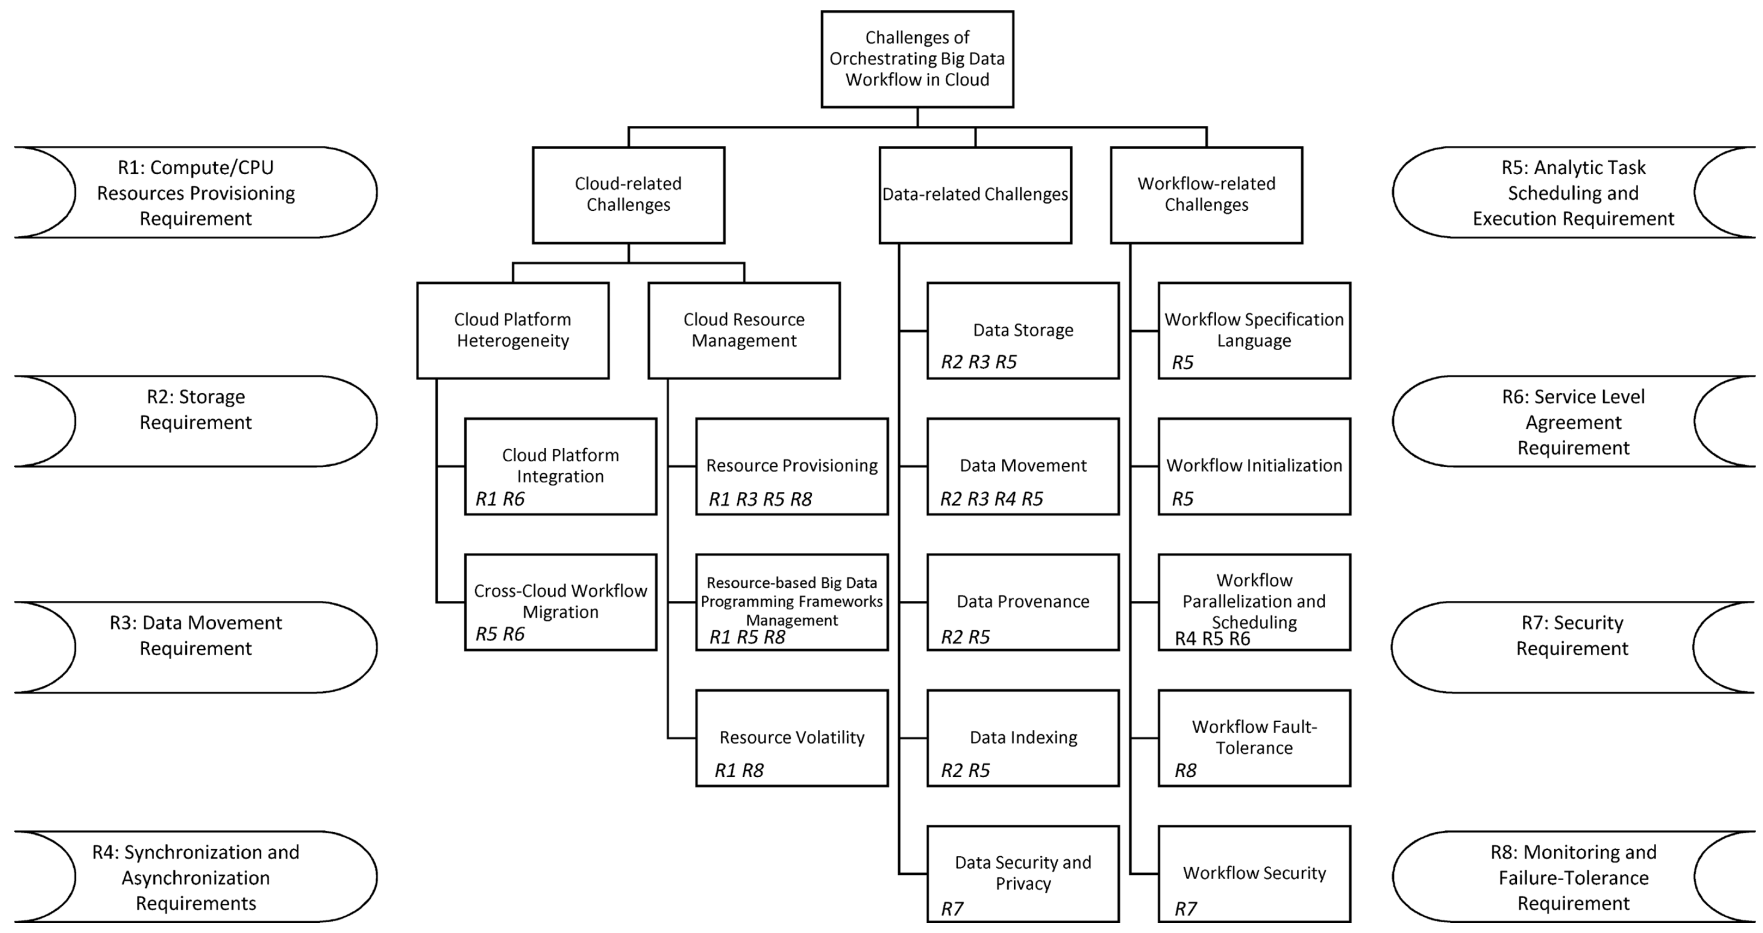 Challenges of
Orchestrating Big Data
Workflow in Cloud
R1: Compute/CPU
Resources Provisioning
Requirement
Cloud-related
Challenges
Data-related Challenges
Workflow-related
Challenges
R5: Analytic Task
Scheduling and
Execution Requirement
Cloud Platform
Heterogeneity
Cloud Resource
Management
Data Storage
R2 R3 R5
Workflow Specification
Language
R5
R2: Storage
Requirement
Cloud Platform
Integration
R1 R6
Resource Provisioning
R1 R3 R5 R8
Data Movement
R2 R3 R4 R5
Workflow Initialization
R5
R6: Service Level
Agreement
Requirement
R3: Data Movement
Requirement
Cross-Cloud Workflow
Migration
R5 R6
Resource-based Big Data
Programming Frameworks
Management
R1 R5 R8
Data Provenance
R2 R5
Workflow
Parallelization and
Scheduling
R4 R5 R6
R7: Security
Requirement
Resource Volatility
R1 R8
Data Indexing
R2 R5
Workflow Fault-
Tolerance
R8
R4: Synchronization and
Asynchronization
Requirements
Data Security and
Privacy
R7
Workflow Security
R7
R8: Monitoring and
Failure-Tolerance
Requirement